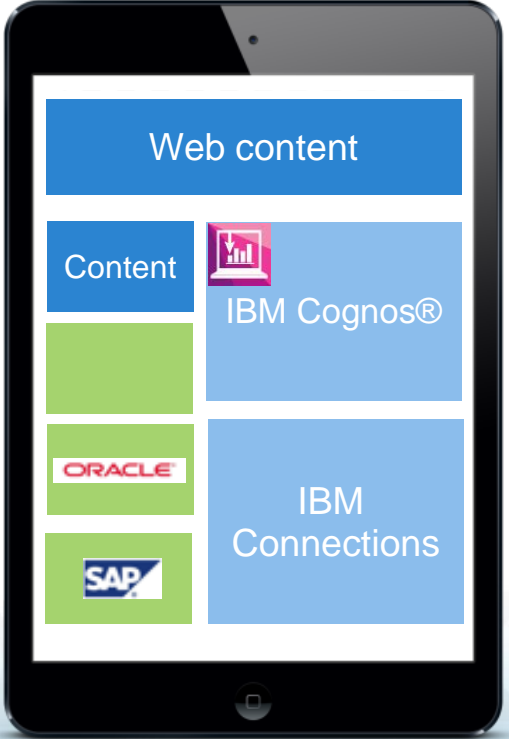 Web content
Content
IBM Cognos®
ORACLE
IBM
Connections
SAP